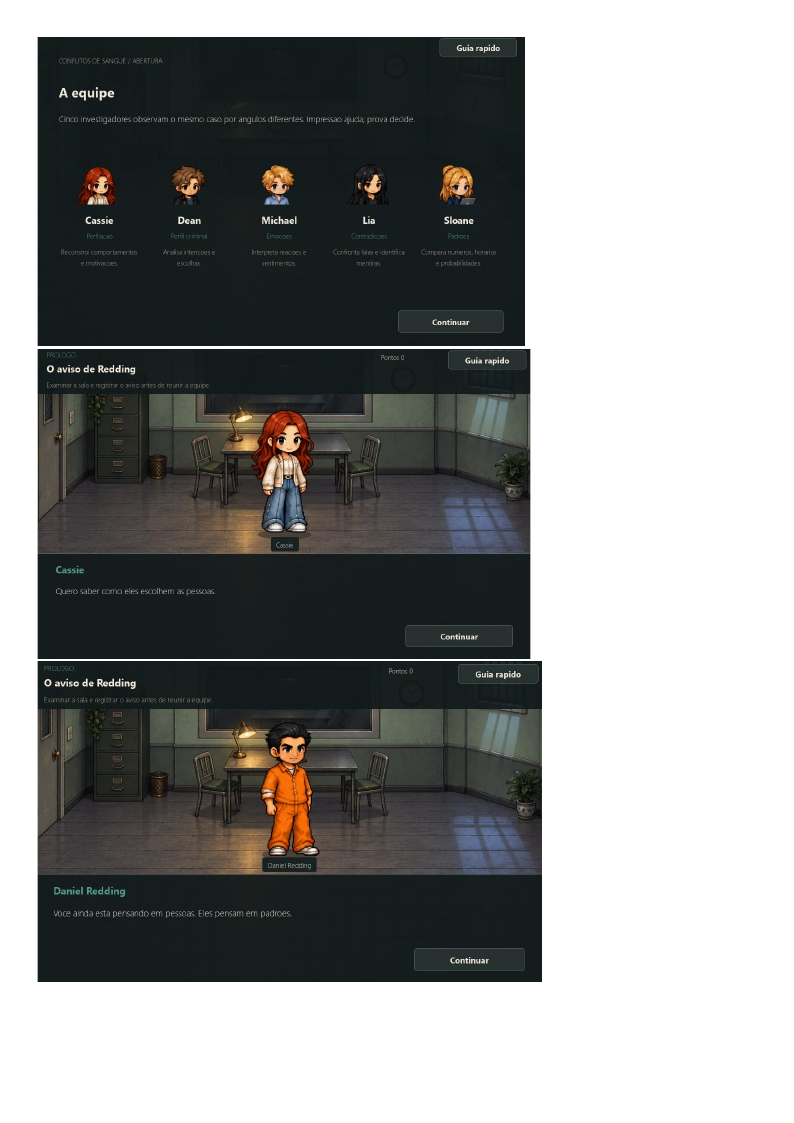 Guia rapido
CONFLITOS DE SANGUE / ABERTURA
A equipe
Cinco investigadores observam o mesmo caso por angulos diferentes. Impressao ajuda; prova decide.
Cassie
Perfilacao
Reconstroi comportamentos
e motivacoes.
Dean
Perfil criminal
Analisa intencoes e
escolhas.
Michael
Emocoes
Interpreta reacoes e
sentimentos.
Lia
Contradicoes
Confronta falas e identifica
mentiras.
Sloane
Padroes
Compara numeros, horarios
e probabilidades.
Continuar
PROLOGO
O aviso de Redding
Examinar a sala e registrar o aviso antes de reunir a equipe.
Pontos 0
Guia rapido
Cassie
Cassie
Quero saber como eles escolhem as pessoas.
Continuar
PROLOGO
O aviso de Redding
Examinar a sala e registrar o aviso antes de reunir a equipe.
Pontos 0
Guia rapido
Daniel Redding
Daniel Redding
Voce ainda esta pensando em pessoas. Eles pensam em padroes.
Continuar